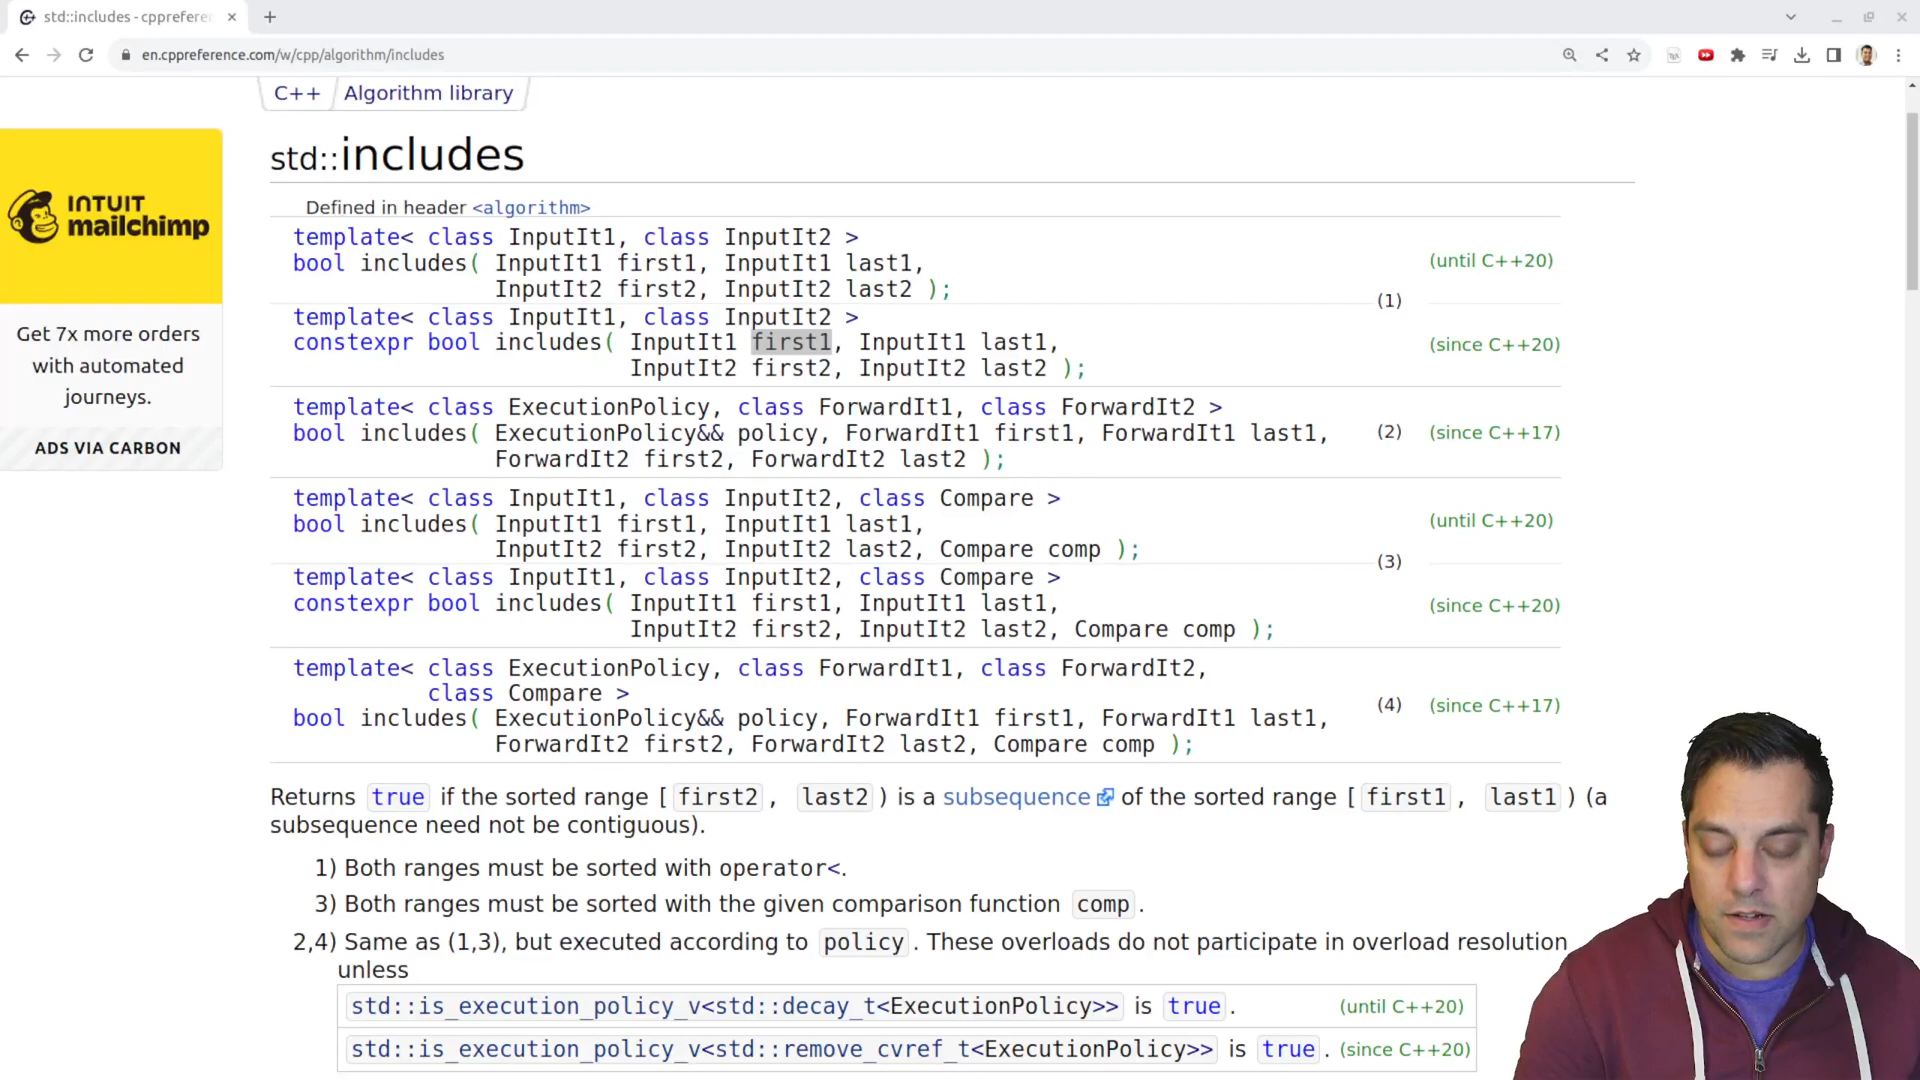 std::includes - cpprefere
en.cppreference.com/w/cpp/algorithm/includes
C++
Algorithm library
INTUIT
mailchimp
Get 7x more orders
with automated
journeys.
ADS VIA CARBON
std::includes
Defined in header <algorithm>
template< class InputIt1, class InputIt2 >
bool includes( InputIt1 first1, InputIt1 last1,
InputIt2 first2, InputIt2 last2 );
(until C++20)
(1)
template< class InputIt1, class InputIt2 >
constexpr bool includes( InputIt1 first1, InputIt1 last1,
InputIt2 first2, InputIt2 last2 );
(since C++20)
template< class ExecutionPolicy, class ForwardIt1, class ForwardIt2 >
bool includes( ExecutionPolicy&& policy, ForwardIt1 first1, ForwardIt1 last1,
ForwardIt2 first2, ForwardIt2 last2 );
(2)
(since C++17)
template< class InputIt1, class InputIt2, class Compare >
bool includes( InputIt1 first1, InputIt1 last1,
InputIt2 first2, InputIt2 last2, Compare comp );
(until C++20)
(3)
template< class InputIt1, class InputIt2, class Compare >
constexpr bool includes( InputIt1 first1, InputIt1 last1,
InputIt2 first2, InputIt2 last2, Compare comp );
(since C++20)
template< class ExecutionPolicy, class ForwardIt1, class ForwardIt2,
class Compare >
bool includes( ExecutionPolicy&& policy, ForwardIt1 first1, ForwardIt1 last1,
ForwardIt2 first2, ForwardIt2 last2, Compare comp );
(4)
(since C++17)
Returns true if the sorted range [ first2 , last2 ) is a subsequence of the sorted range [ first1 , last1 ) (a
subsequence need not be contiguous).
1) Both ranges must be sorted with operator<.
3) Both ranges must be sorted with the given comparison function comp .
2,4) Same as (1,3), but executed according to policy . These overloads do not participate in overload resolution
unless
std::is_execution_policy_v<std::decay_t<ExecutionPolicy>> is true . (until C++20)
std::is_execution_policy_v<std::remove_cvref_t<ExecutionPolicy>> is true . (since C++20)